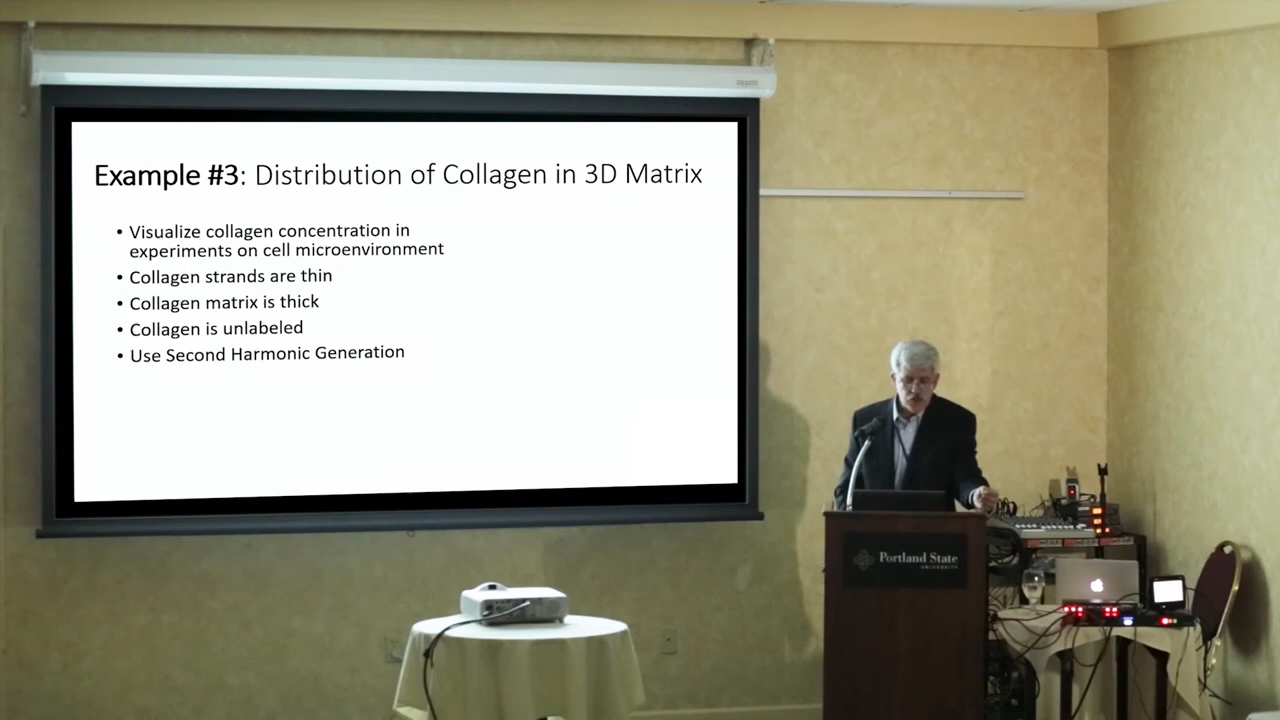 Example #3: Distribution of Collagen in 3D Matrix
• Visualize collagen concentration in
experiments on cell microenvironment
• Collagen strands are thin
• Collagen matrix is thick
• Collagen is unlabeled
• Use Second Harmonic Generation
Portland State
UNIVERSITY